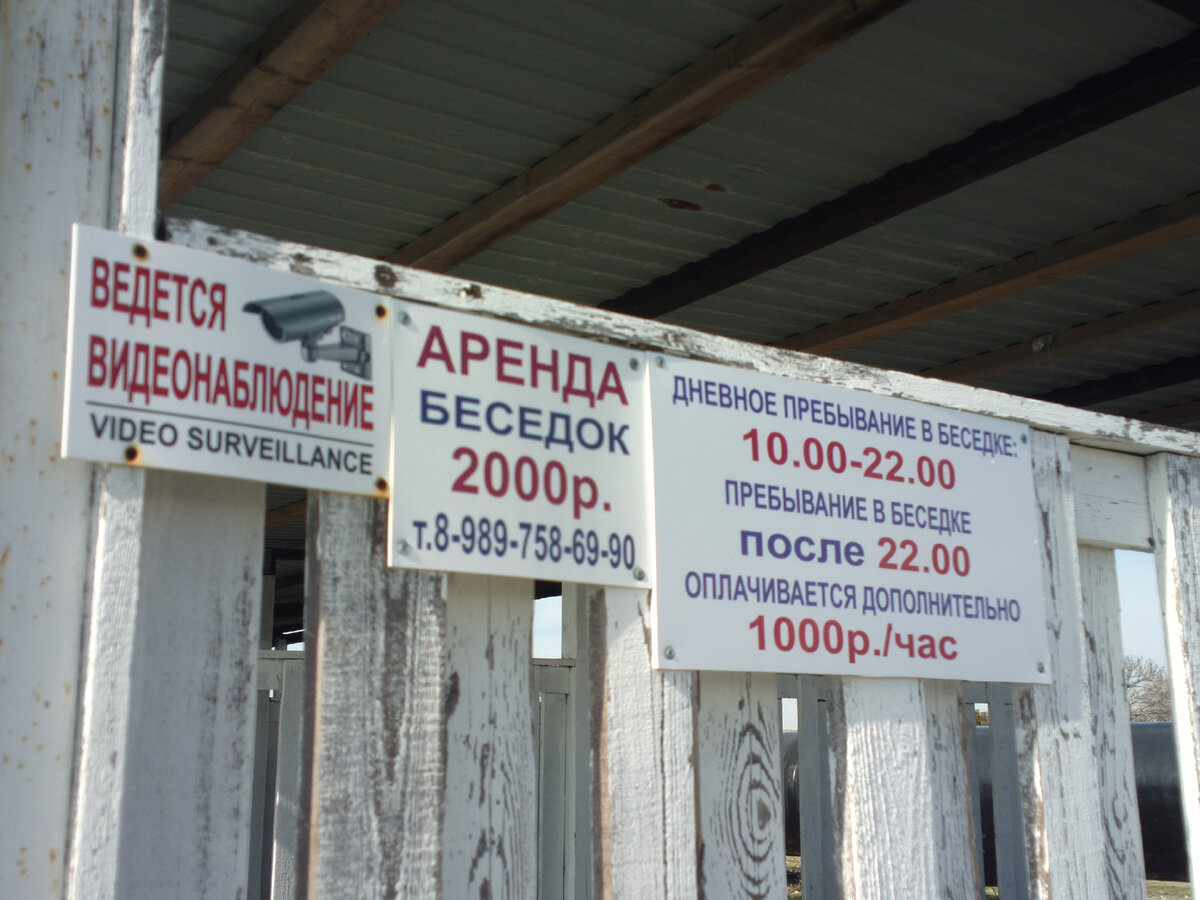 ВЕДЕТСЯ
ВИДЕОНАБЛЮДЕНИЕ
VIDEO SURVEILLANCE
АРЕНДА
БЕСЕДОК
2000р.
т.8-989-758-69-90
ДНЕВНОЕ ПРЕБЫВАНИЕ В БЕСЕДКЕ:
10.00-22.00
ПРЕБЫВАНИЕ В БЕСЕДКЕ
после 22.00
ОПЛАЧИВАЕТСЯ ДОПОЛНИТЕЛЬНО
1000р./час